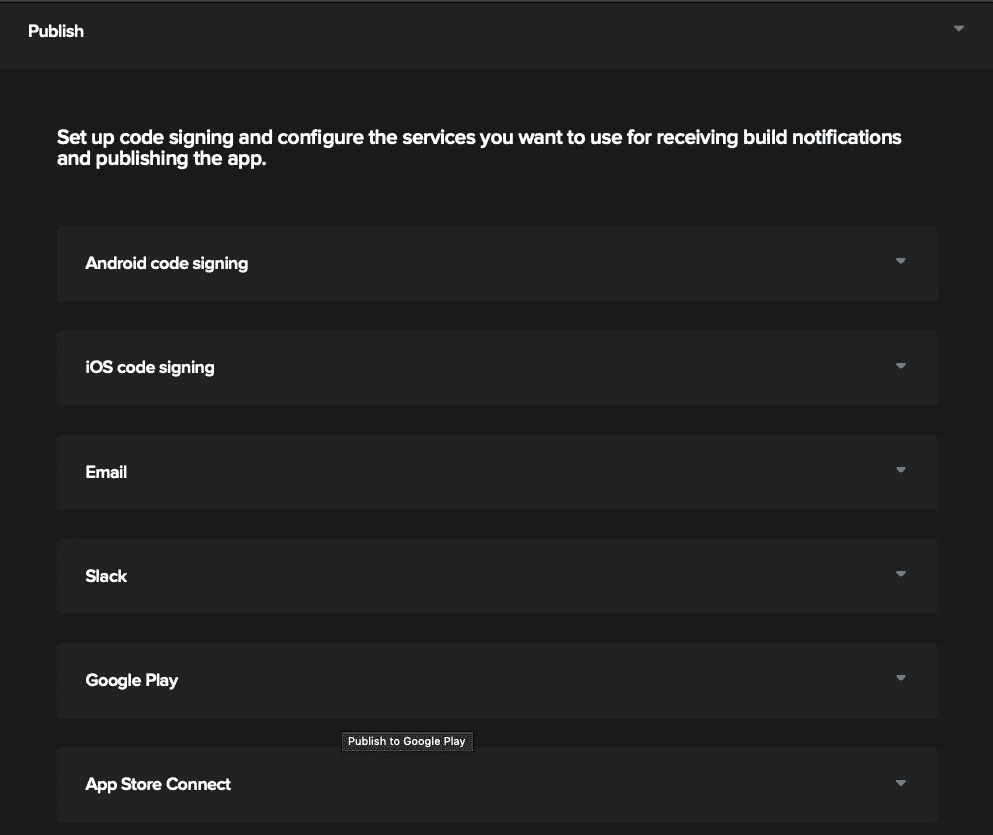 Publish
Set up code signing and configure the services you want to use for receiving build notifications
and publishing the app.
Android code signing
iOS code signing
Email
Slack
Google Play
Publish to Google Play
App Store Connect